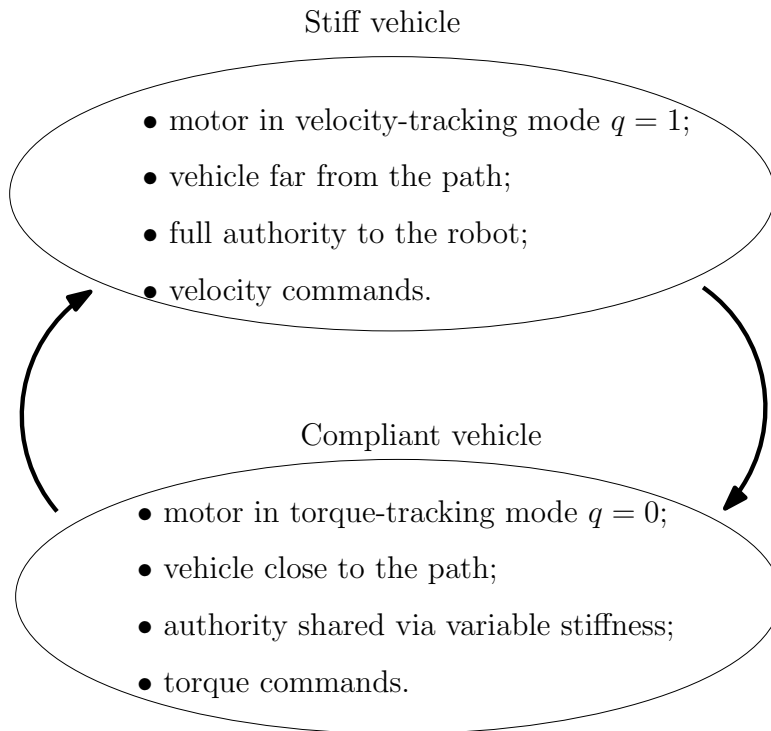 Stiff vehicle
• motor in velocity-tracking mode q = 1;
• vehicle far from the path;
• full authority to the robot;
• velocity commands.
Compliant vehicle
• motor in torque-tracking mode q = 0;
• vehicle close to the path;
• authority shared via variable stiffness;
• torque commands.